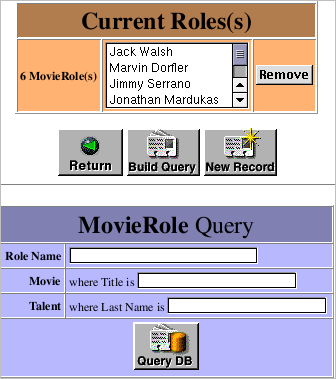 Current Roles(s)
6 MovieRole(s)
Jack Walsh
Marvin Dorfler
Jimmy Serrano
Jonathan Mardukas
Remove
Return
Build Query
New Record
MovieRole Query
Role Name
Movie where Title is
Talent where Last Name is
Query DB